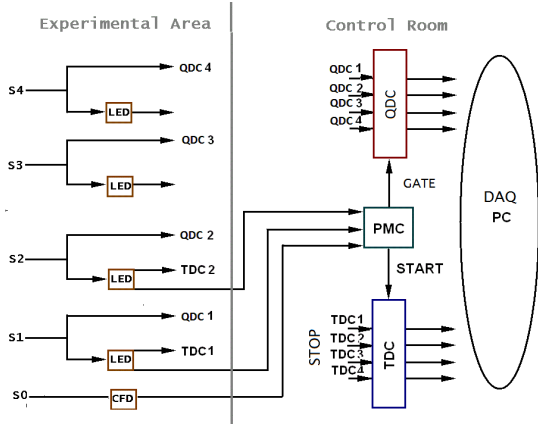 Experimental Area
Control Room
S4
QDC 4
LED
S3
QDC 3
LED
S2
QDC 2
TDC 2
LED
S1
QDC 1
TDC 1
LED
S0
CFD
QDC 1
QDC 2
QDC 3
QDC 4
QDC
GATE
PMC
START
STOP
TDC1
TDC2
TDC3
TDC4
TDC
DAQ
PC